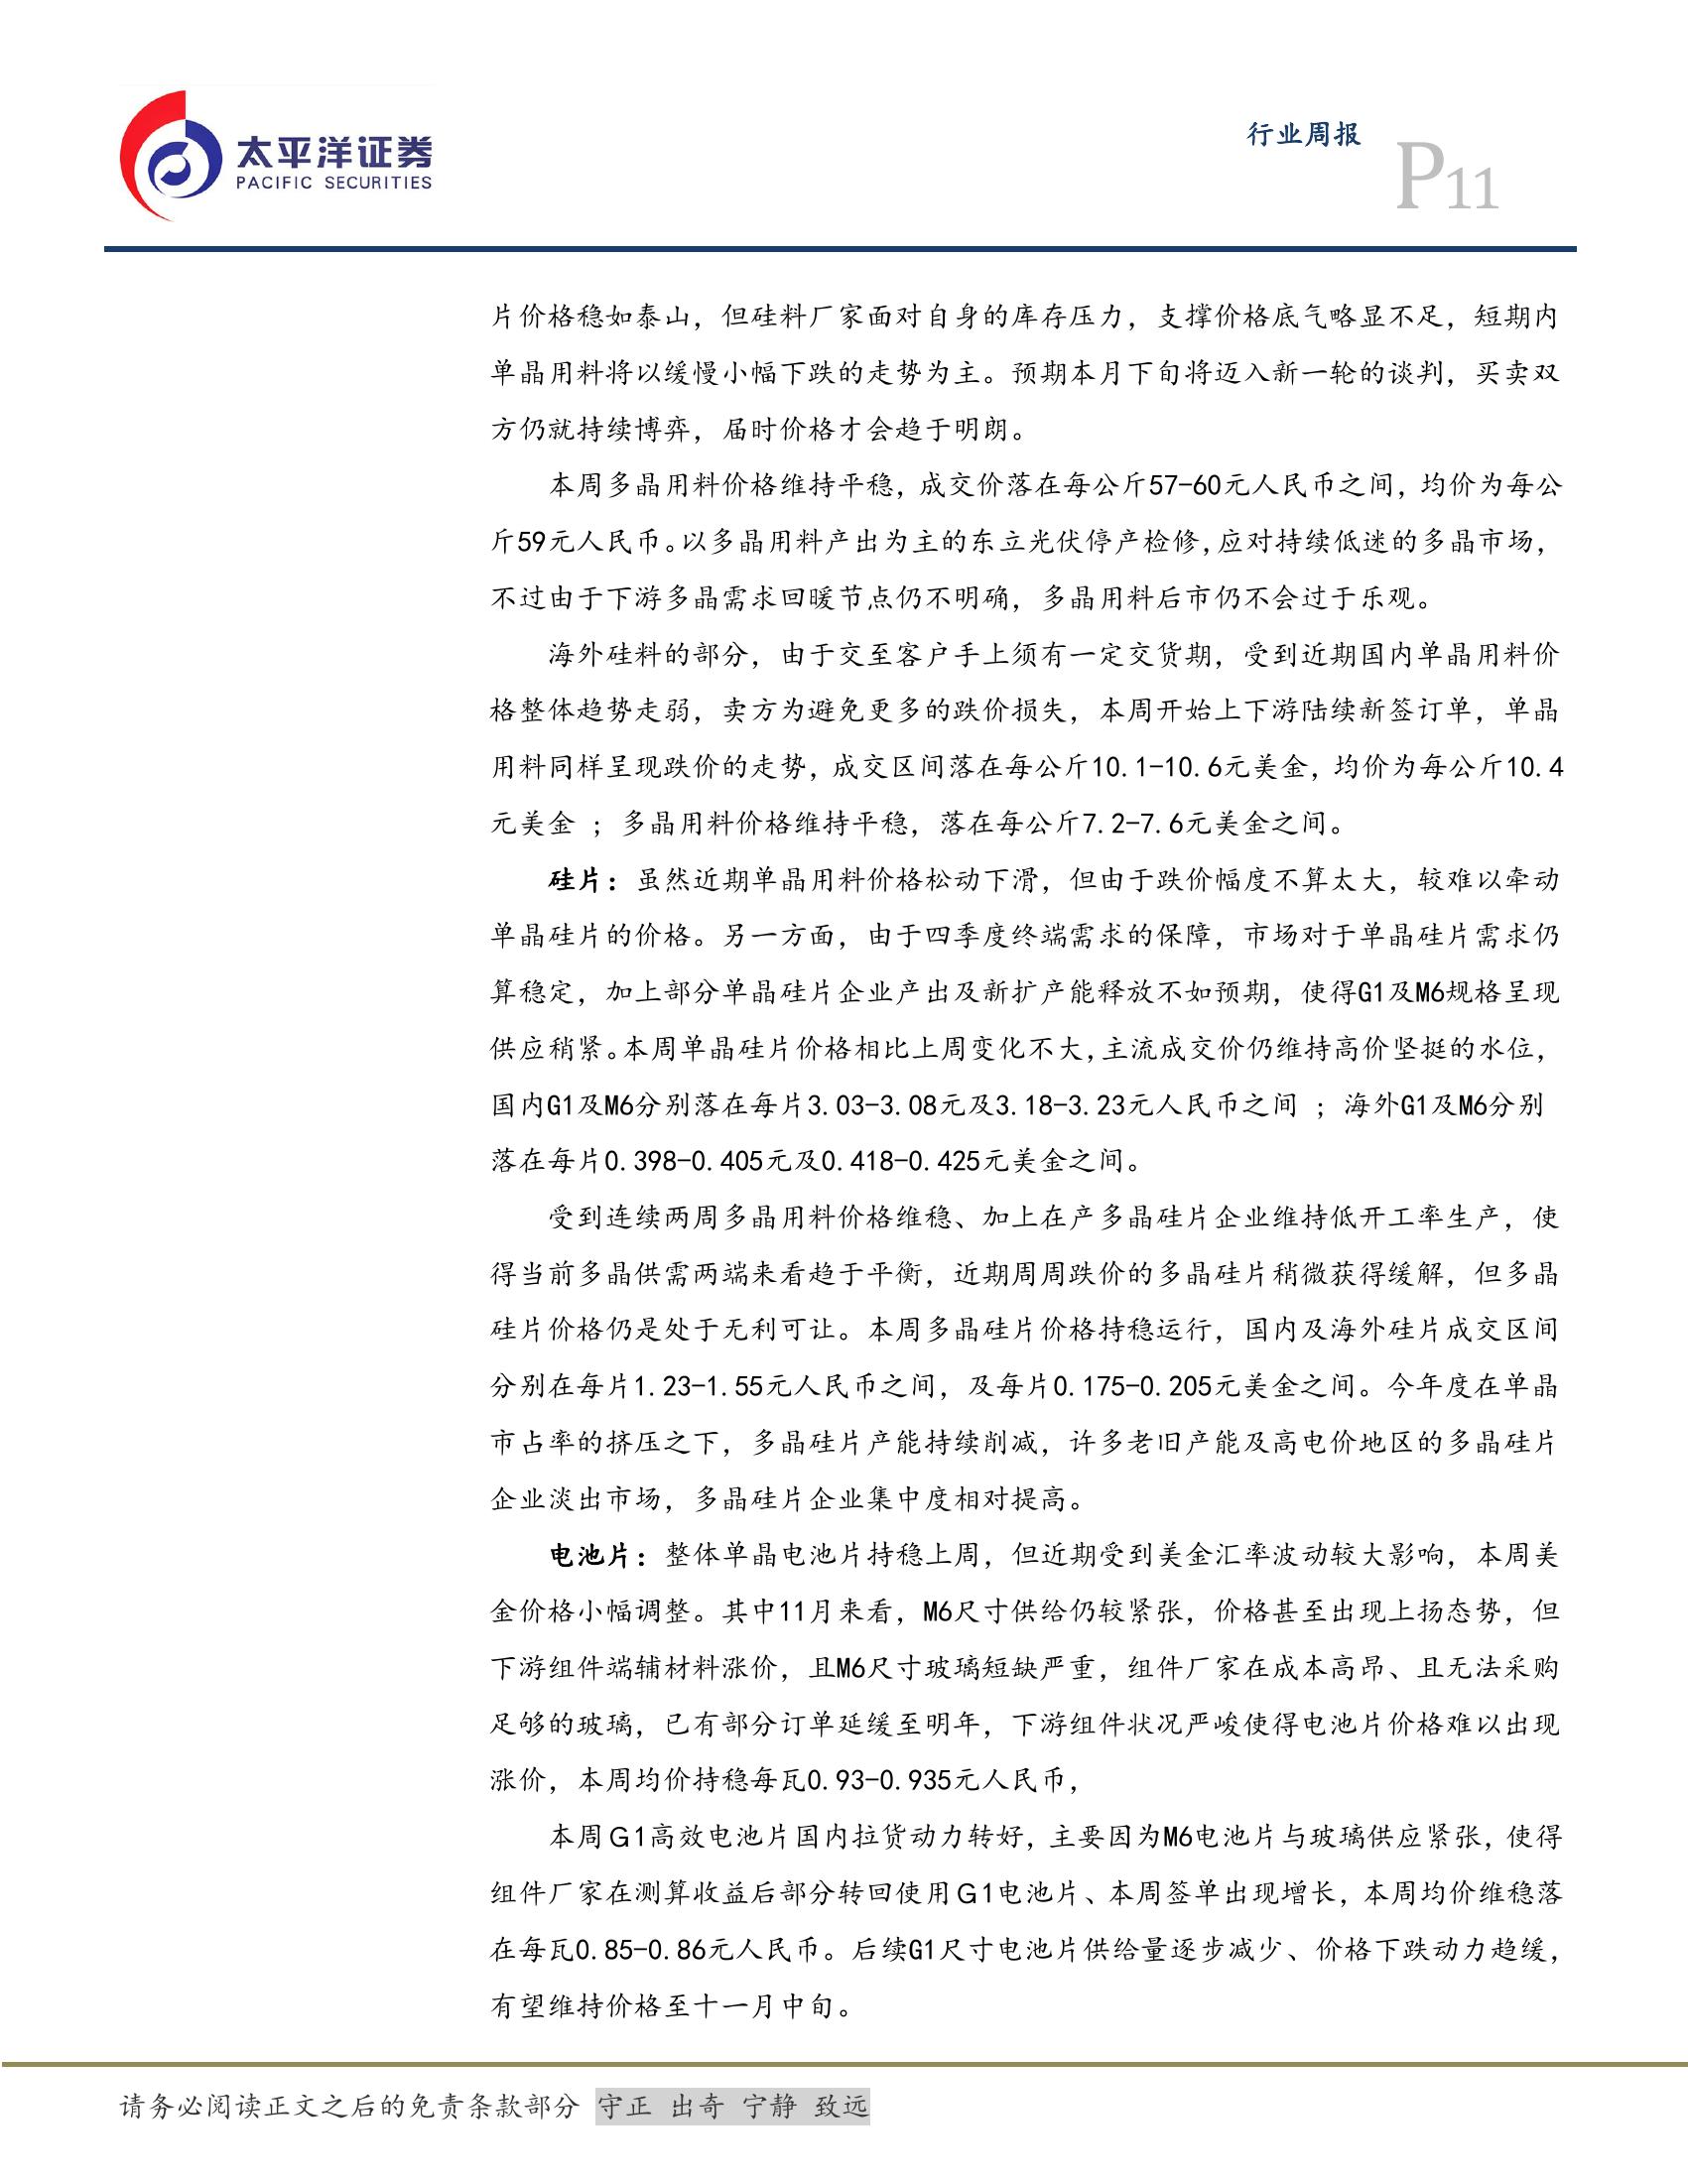 太平洋证券
PACIFIC SECURITIES
行业周报
P11
片价格稳如泰山，但硅料厂家面对自身的库存压力，支撑价格底气略显不足，短期内
单晶用料将以缓慢小幅下跌的走势为主。预期本月下旬将迈入新一轮的谈判，买卖双
方仍就持续博弈，届时价格才会趋于明朗。
本周多晶用料价格维持平稳，成交价落在每公斤57-60元人民币之间，均价为每公
斤59元人民币。以多晶用料产出为主的东立光伏停产检修，应对持续低迷的多晶市场，
不过由于下游多晶需求回暖节点仍不明确，多晶用料后市仍不会过于乐观。
海外硅料的部分，由于交至客户手上须有一定交货期，受到近期国内单晶用料价
格整体趋势走弱，卖方为避免更多的跌价损失，本周开始上下游陆续新签订单，单晶
用料同样呈现跌价的走势，成交区间落在每公斤10.1-10.6元美金，均价为每公斤10.4
元美金 ；多晶用料价格维持平稳，落在每公斤7.2-7.6元美金之间。
硅片：虽然近期单晶用料价格松动下滑，但由于跌价幅度不算太大，较难以牵动
单晶硅片的价格。另一方面，由于四季度终端需求的保障，市场对于单晶硅片需求仍
算稳定，加上部分单晶硅片企业产出及新扩产能释放不如预期，使得G1及M6规格呈现
供应稍紧。本周单晶硅片价格相比上周变化不大，主流成交价仍维持高价坚挺的水位，
国内G1及M6分别落在每片3.03-3.08元及3.18-3.23元人民币之间 ；海外G1及M6分别
落在每片0.398-0.405元及0.418-0.425元美金之间。
受到连续两周多晶用料价格维稳、加上在产多晶硅片企业维持低开工率生产，使
得当前多晶供需两端来看趋于平衡，近期周周跌价的多晶硅片稍微获得缓解，但多晶
硅片价格仍是处于无利可让。本周多晶硅片价格持稳运行，国内及海外硅片成交区间
分别在每片1.23-1.55元人民币之间，及每片0.175-0.205元美金之间。今年度在单晶
市占率的挤压之下，多晶硅片产能持续削减，许多老旧产能及高电价地区的多晶硅片
企业淡出市场，多晶硅片企业集中度相对提高。
电池片：整体单晶电池片持稳上周，但近期受到美金汇率波动较大影响，本周美
金价格小幅调整。其中11月来看，M6尺寸供给仍较紧张，价格甚至出现上扬态势，但
下游组件端辅材料涨价，且M6尺寸玻璃短缺严重，组件厂家在成本高昂、且无法采购
足够的玻璃，已有部分订单延缓至明年，下游组件状况严峻使得电池片价格难以出现
涨价，本周均价持稳每瓦0.93-0.935元人民币，
本周Ｇ1高效电池片国内拉货动力转好，主要因为M6电池片与玻璃供应紧张，使得
组件厂家在测算收益后部分转回使用Ｇ1电池片、本周签单出现增长，本周均价维稳落
在每瓦0.85-0.86元人民币。后续G1尺寸电池片供给量逐步减少、价格下跌动力趋缓，
有望维持价格至十一月中旬。
请务必阅读正文之后的免责条款部分 守正 出奇 宁静 致远